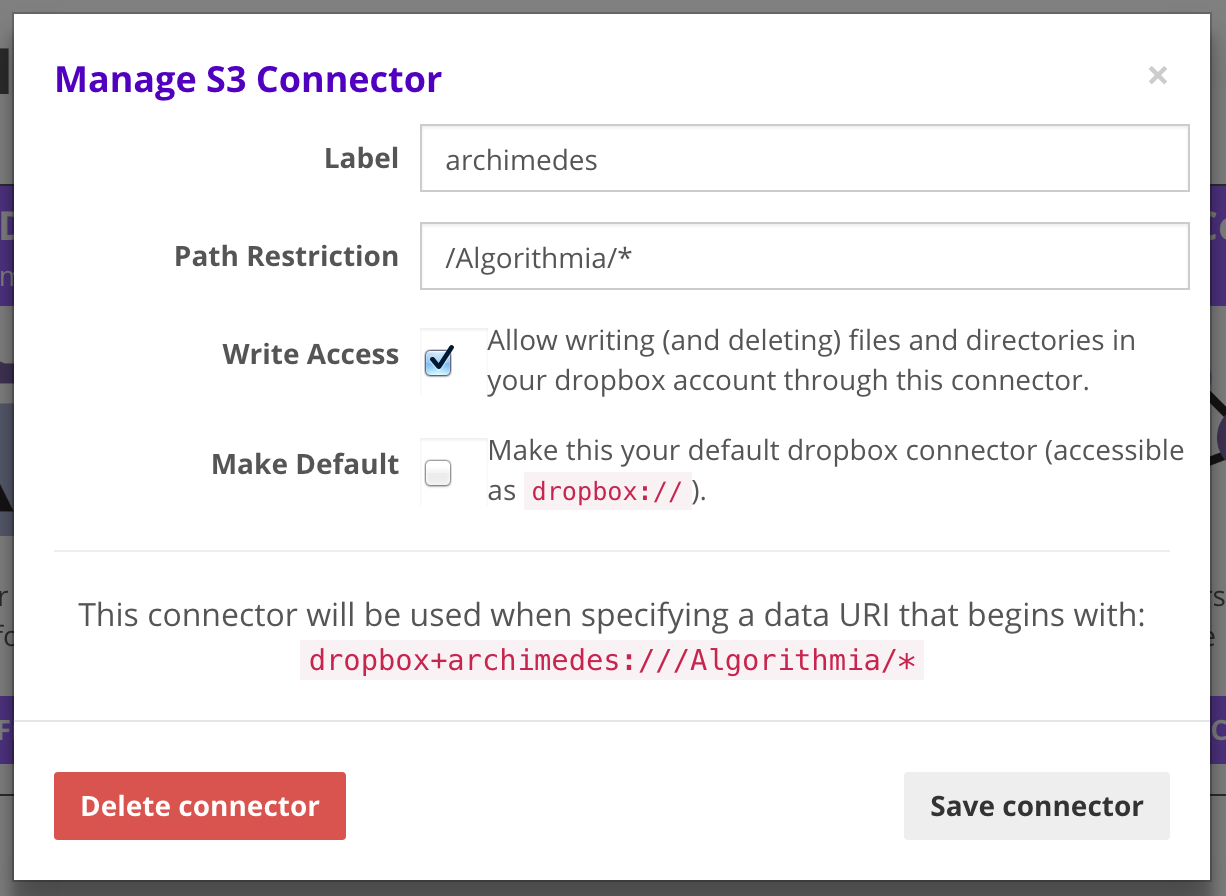 Manage S3 Connector
×
Label archimedes
Path Restriction /Algorithmia/*
Write Access Allow writing (and deleting) files and directories in
your dropbox account through this connector.
Make Default Make this your default dropbox connector (accessible
as dropbox:// ).
This connector will be used when specifying a data URI that begins with:
dropbox+archimedes:///Algorithmia/*
Delete connector Save connector